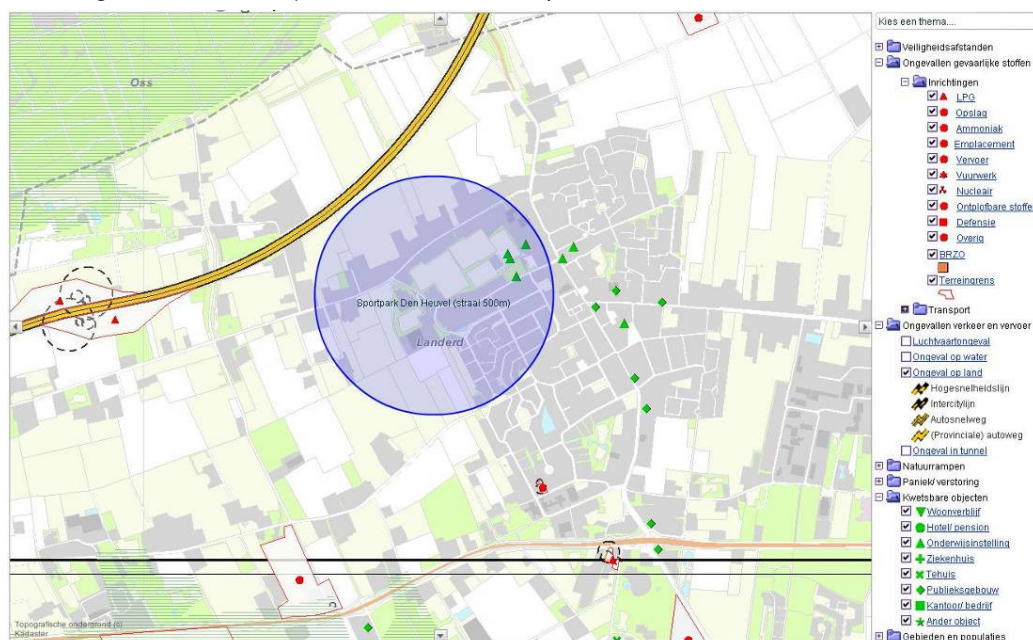 Oss
Sportpark Den Heuvel (straal 500m)
Landerd
Topografische ondergrond (c)
Kadaster
Kies een thema....
Veiligheidsafstanden
Ongevallen gevaarlijke stoffen
Inrichtingen
LPG
Opslag
Ammoniak
Emplacement
Vervoer
Vuurwerk
Nucleair
Ontplofbare stoffe
Defensie
Overig
BRZO
Terreingrens
Transport
Ongevallen verkeer en vervoer
Luchtvaartongeval
Ongeval op water
Ongeval op land
Hogesnelheidslijn
Intercitylijn
Autosnelweg
(Provinciale) autoweg
Ongeval in tunnel
Natuurrampen
Paniek/ verstoring
Kwetsbare objecten
Woonverblijf
Hotel/ pension
Onderwijsinstelling
Ziekenhuis
Tehuis
Publieksgebouw
Kantoor/ bedrijf
Ander object
Gebieden en populaties